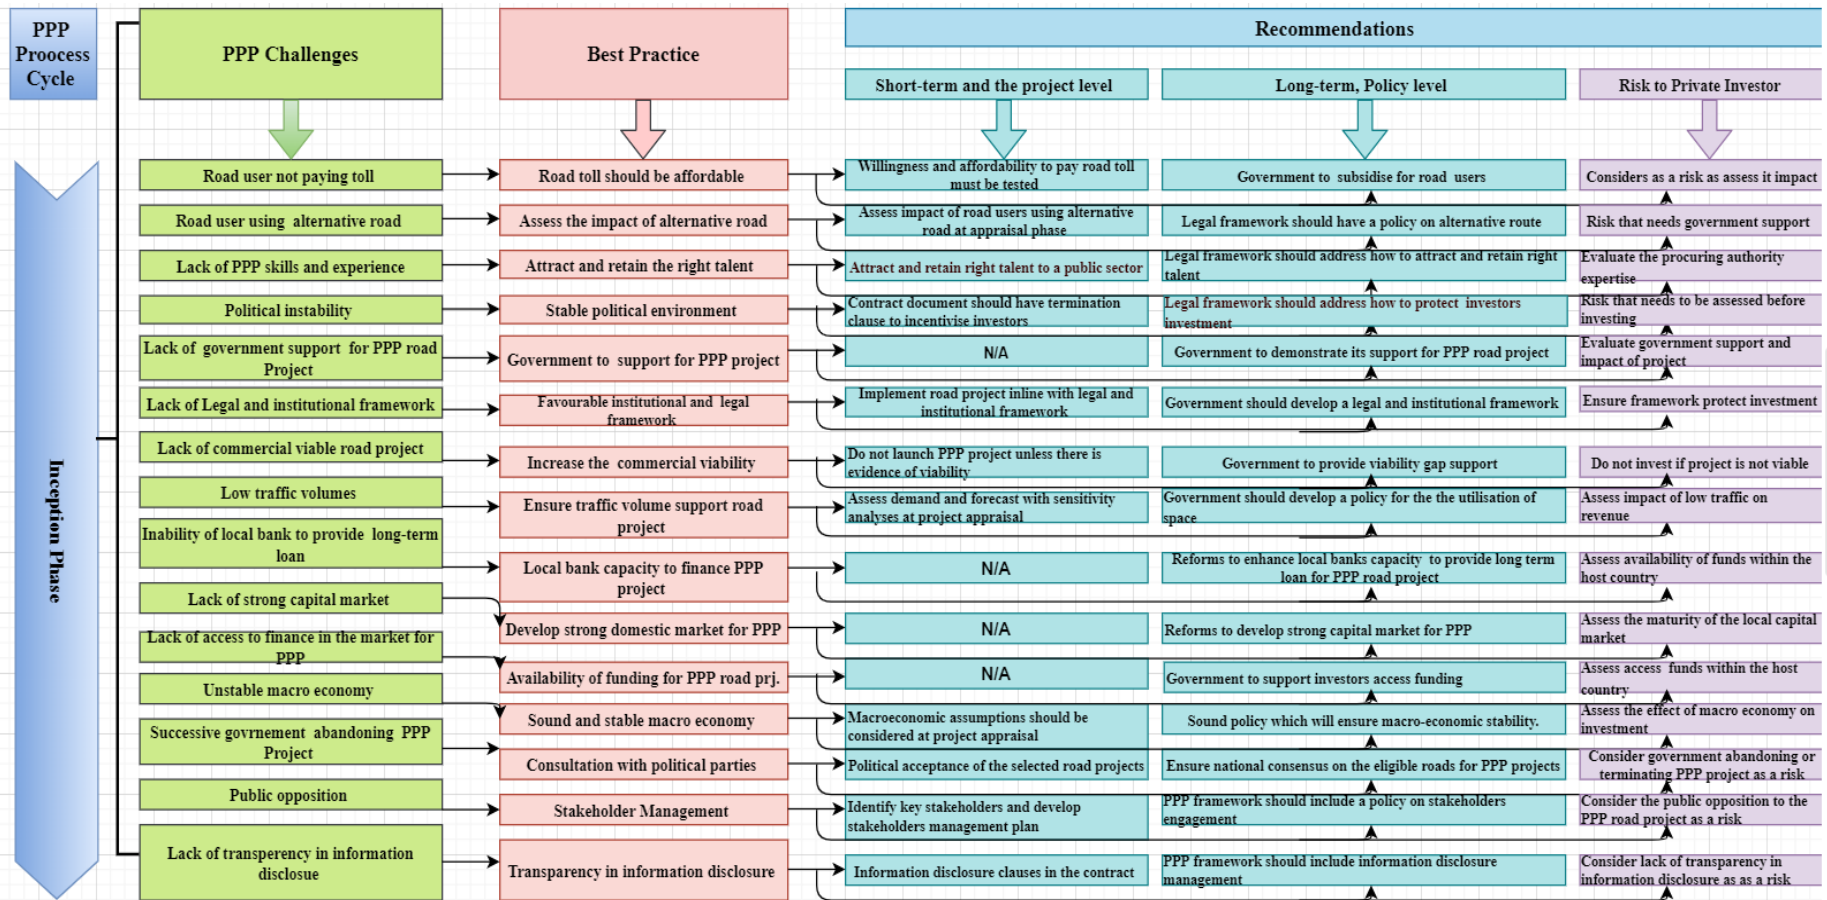 PPP
Proocess
Cycle
PPP Challenges
Best Practice
Recommendations
Short-term and the project level
Long-term, Policy level
Risk to Private Investor
Inception Phase
Road user not paying toll
Road toll should be affordable
Willingness and affordability to pay road toll
must be tested
Government to subsidise for road users
Considers as a risk as assess it impact
Road user using alternative road
Assess the impact of alternative road
Assess impact of road users using alternative
road at appraisal phase
Legal framework should have a policy on alternative route
Risk that needs government support
Lack of PPP skills and experience
Attract and retain the right talent
Attract and retain right talent to a public sector
Legal framework should address how to attract and retain right
talent
Evaluate the procuring authority
expertise
Political instability
Stable political environment
Contract document should have termination
clause to incentivise investors
Legal framework should address how to protect investors
investment
Risk that needs to be assessed before
investing
Lack of government support for PPP road
Project
Government to support for PPP project
N/A
Government to demonstrate its support for PPP road project
Evaluate government support and
impact of project
Lack of Legal and institutional framework
Favourable institutional and legal
framework
Implement road project inline with legal and
institutional framework
Government should develop a legal and institutional framework
Ensure framework protect investment
Lack of commercial viable road project
Increase the commercial viability
Do not launch PPP project unless there is
evidence of viability
Government to provide viability gap support
Do not invest if project is not viable
Low traffic volumes
Ensure traffic volume support road
project
Assess demand and forecast with sensitivity
analyses at project appraisal
Government should develop a policy for the the utilisation of
space
Assess impact of low traffic on
revenue
Inability of local bank to provide long-term
loan
Local bank capacity to finance PPP
project
N/A
Reforms to enhance local banks capacity to provide long term
loan for PPP road project
Assess availability of funds within the
host country
Lack of strong capital market
Develop strong domestic market for PPP
N/A
Reforms to develop strong capital market for PPP
Assess the maturity of the local capital
market
Lack of access to finance in the market for
PPP
Availability of funding for PPP road prj.
N/A
Government to support investors access funding
Assess access funds within the host
country
Unstable macro economy
Sound and stable macro economy
Macroeconomic assumptions should be
considered at project appraisal
Sound policy which will ensure macro-economic stability.
Assess the effect of macro economy on
investment
Successive govrnement abandoning PPP
Project
Consultation with political parties
Political acceptance of the selected road projects
Ensure national consensus on the eligible roads for PPP projects
Consider government abandoning or
terminating PPP project as a risk
Public opposition
Stakeholder Management
Identify key stakeholders and develop
stakeholders management plan
PPP framework should include a policy on stakeholders
engagement
Consider the public opposition to the
PPP road project as a risk
Lack of transperency in information
disclosue
Transparency in information disclosure
Information disclosure clauses in the contract
PPP framework should include information disclosure
management
Consider lack of transparency in
information disclosure as as a risk